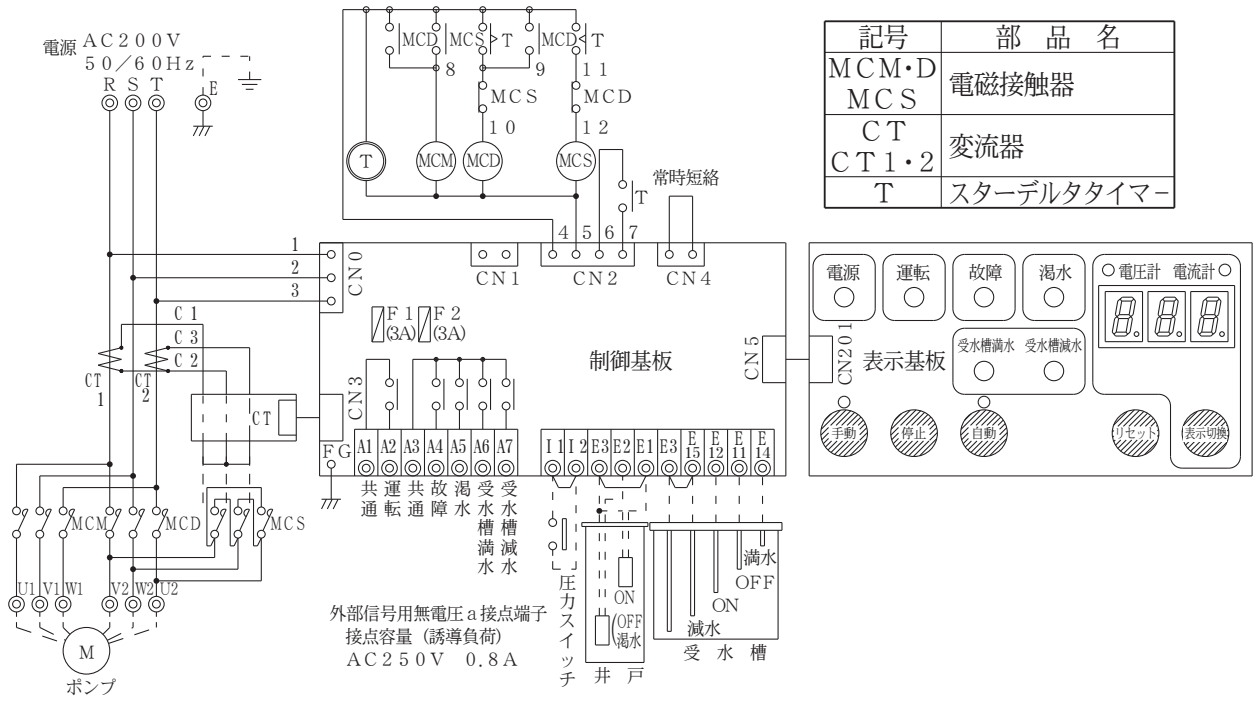 電源 AC200V
50/60Hz
R S T E
MCD MCS T MCD T
8 9 11
MCS MCD
10 12
T MCM MCD MCS
T
常時短絡
4 5 6 7
記号 部品名
MCM・D
MCS
電磁接触器
CT
CT1・2
変流器
T スターデルタタイマー
1
2
3
CN0
CN1 CN2 CN4
F1
(3A)
F2
(3A)
制御基板
CN5
CN3
CT
FG
C1
C3
C2
CT
1
CT
2
A1 A2 A3 A4 A5 A6 A7
共通 運転 共通 故障 渇水 受水槽満水 受水槽減水
I1 I2 E3 E2 E1 E3 E15 E12 E11 E14
CN201
表示基板
電源 運転 故障 渇水
電圧計 電流計
8.8.8
受水槽満水 受水槽減水
手動 停止 自動 リセット 表示切換
MCM MCD MCS
U1 V1 W1 V2 W2 U2
M
ポンプ
外部信号用無電圧a接点端子
接点容量(誘導負荷)
AC250V 0.8A
圧力スイッチ
ON
OFF
渇水
井戸
満水
OFF
ON
減水
受水槽